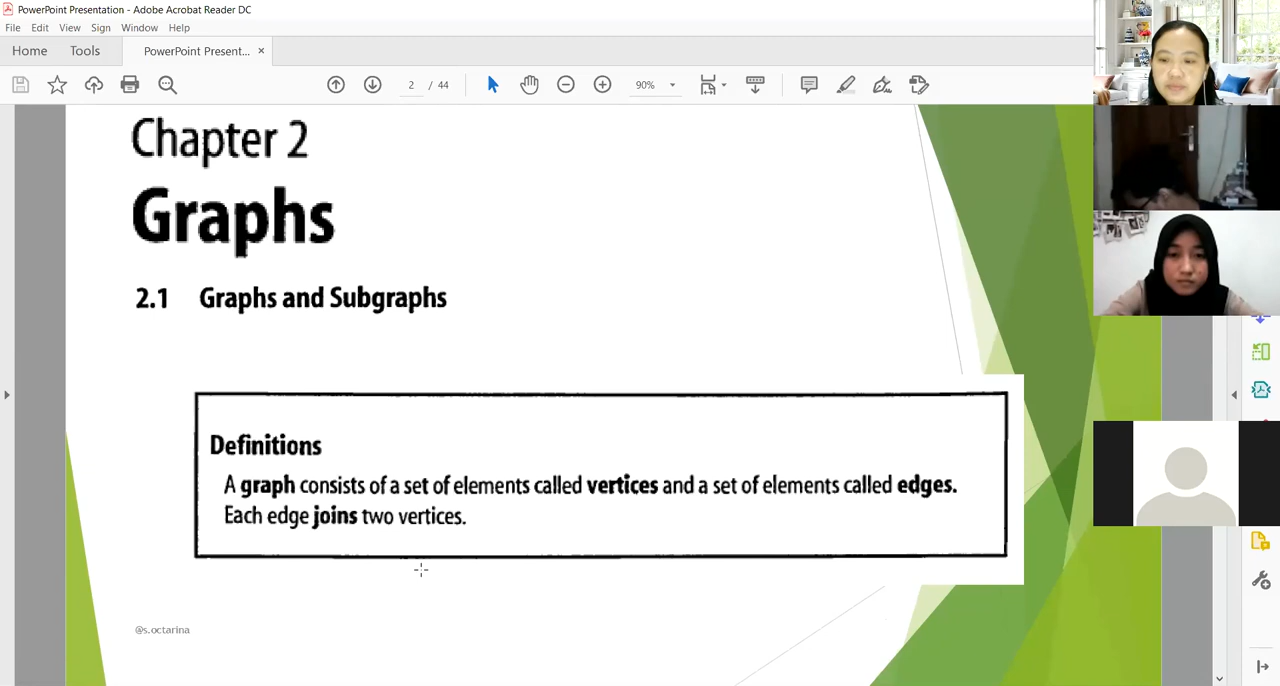 PowerPoint Presentation - Adobe Acrobat Reader DC
File Edit View Sign Window Help
Home Tools PowerPoint Present... ×
2 / 44 90%
Chapter 2
Graphs
2.1 Graphs and Subgraphs
Definitions
A graph consists of a set of elements called vertices and a set of elements called edges.
Each edge joins two vertices.
@s.octarina